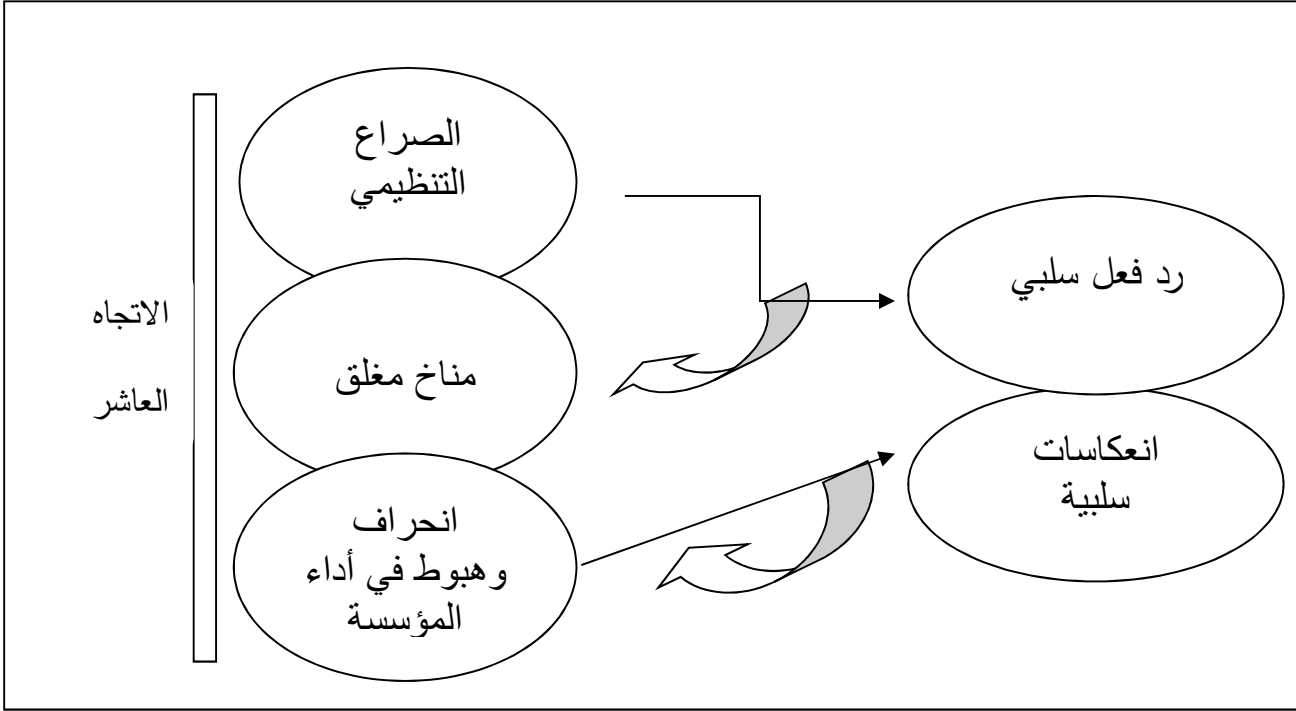 الصراع
التنظيمي
رد فعل سلبي
الاتجاه
العاشر
مناخ مغلق
انعكاسات
سلبية
انحراف
وهبوط في أداء
المؤسسة